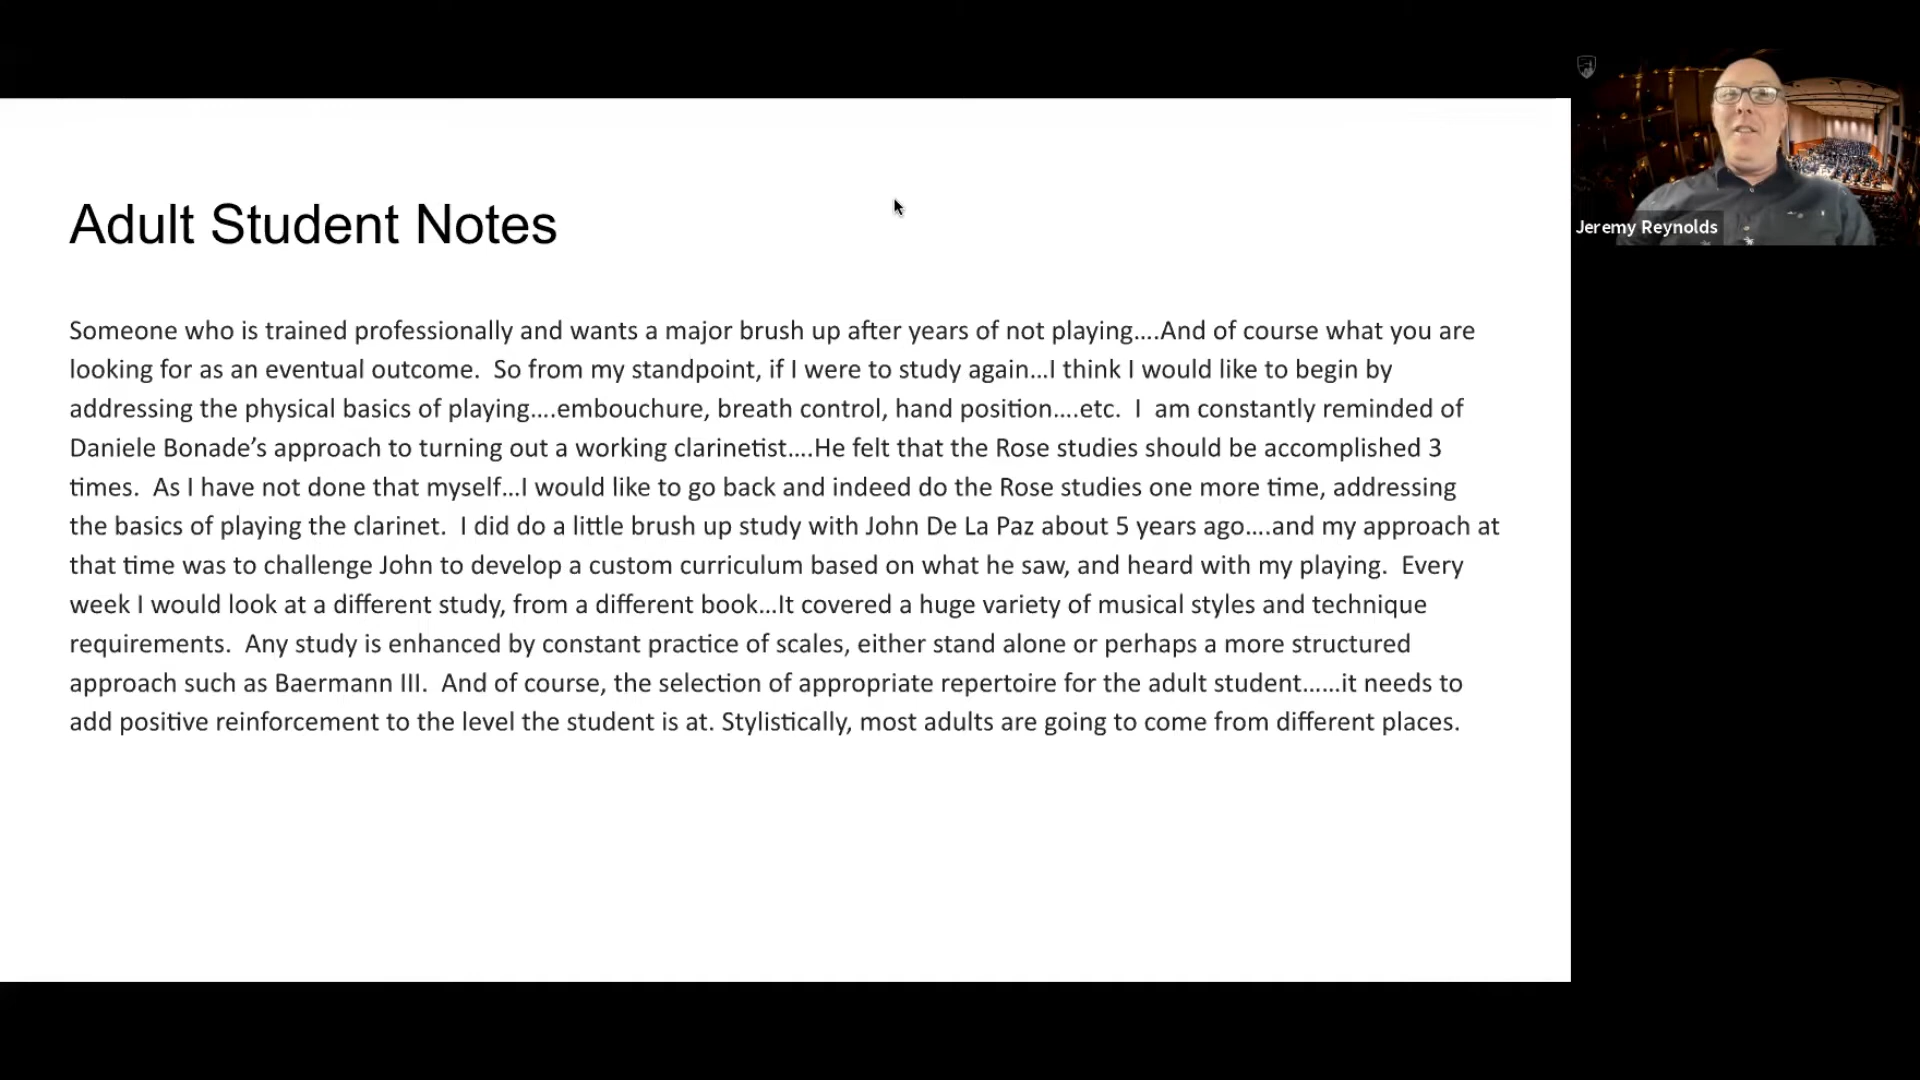 Adult Student Notes
Someone who is trained professionally and wants a major brush up after years of not playing....And of course what you are
looking for as an eventual outcome.  So from my standpoint, if I were to study again...I think I would like to begin by
addressing the physical basics of playing....embouchure, breath control, hand position....etc.  I  am constantly reminded of
Daniele Bonade’s approach to turning out a working clarinetist....He felt that the Rose studies should be accomplished 3
times.  As I have not done that myself...I would like to go back and indeed do the Rose studies one more time, addressing
the basics of playing the clarinet.  I did do a little brush up study with John De La Paz about 5 years ago....and my approach at
that time was to challenge John to develop a custom curriculum based on what he saw, and heard with my playing.  Every
week I would look at a different study, from a different book...It covered a huge variety of musical styles and technique
requirements.  Any study is enhanced by constant practice of scales, either stand alone or perhaps a more structured
approach such as Baermann III.  And of course, the selection of appropriate repertoire for the adult student......it needs to
add positive reinforcement to the level the student is at. Stylistically, most adults are going to come from different places.
Jeremy Reynolds